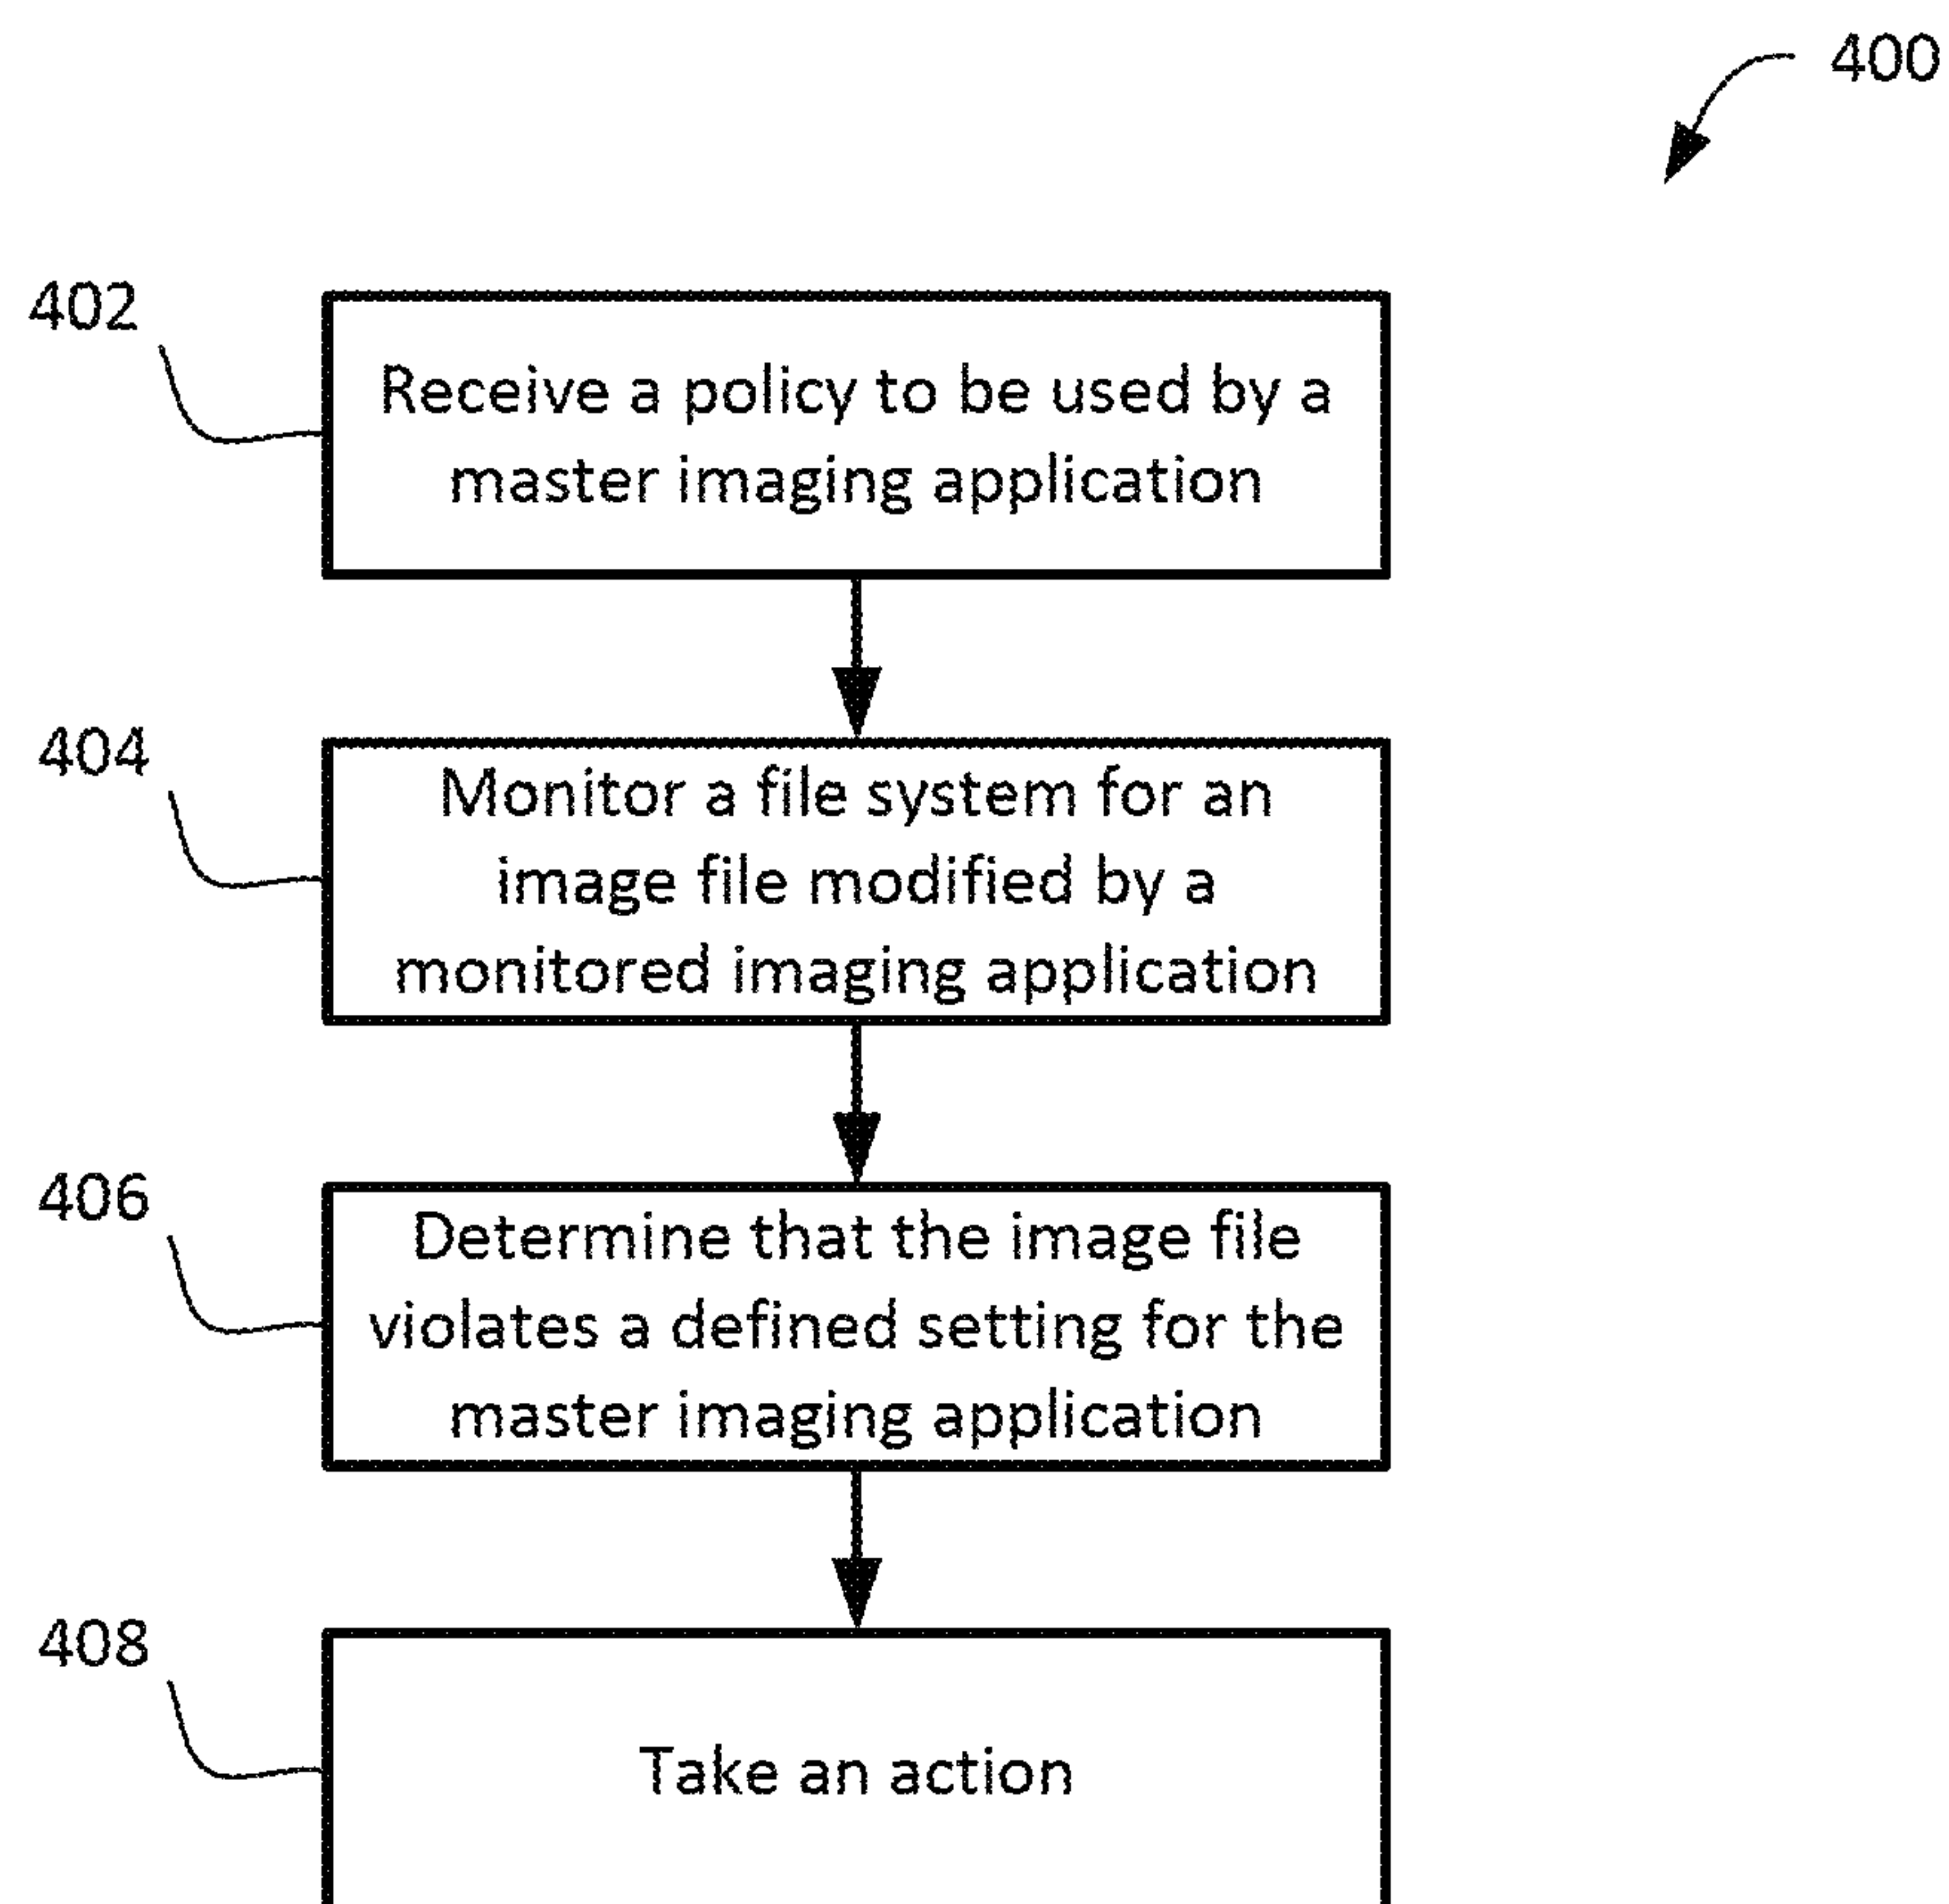 400
402
Receive a policy to be used by a
master imaging application
404
Monitor a file system for an
image file modified by a
monitored imaging application
406
Determine that the image file
violates a defined setting for the
master imaging application
408
Take an action